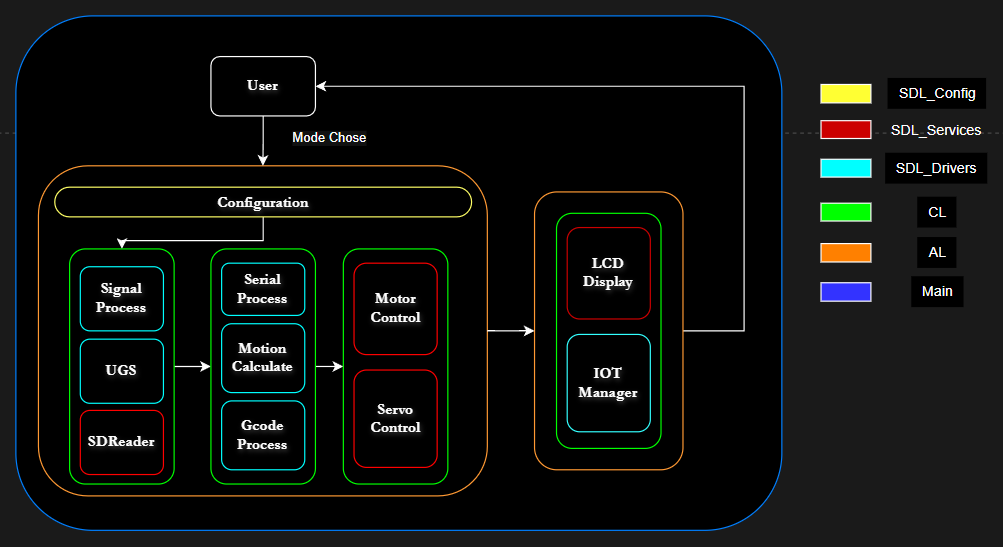 User
Mode Chose
Configuration
Signal
Process
UGS
SDReader
Serial
Process
Motion
Calculate
Gcode
Process
Motor
Control
Servo
Control
LCD
Display
IOT
Manager
SDL_Config
SDL_Services
SDL_Drivers
CL
AL
Main